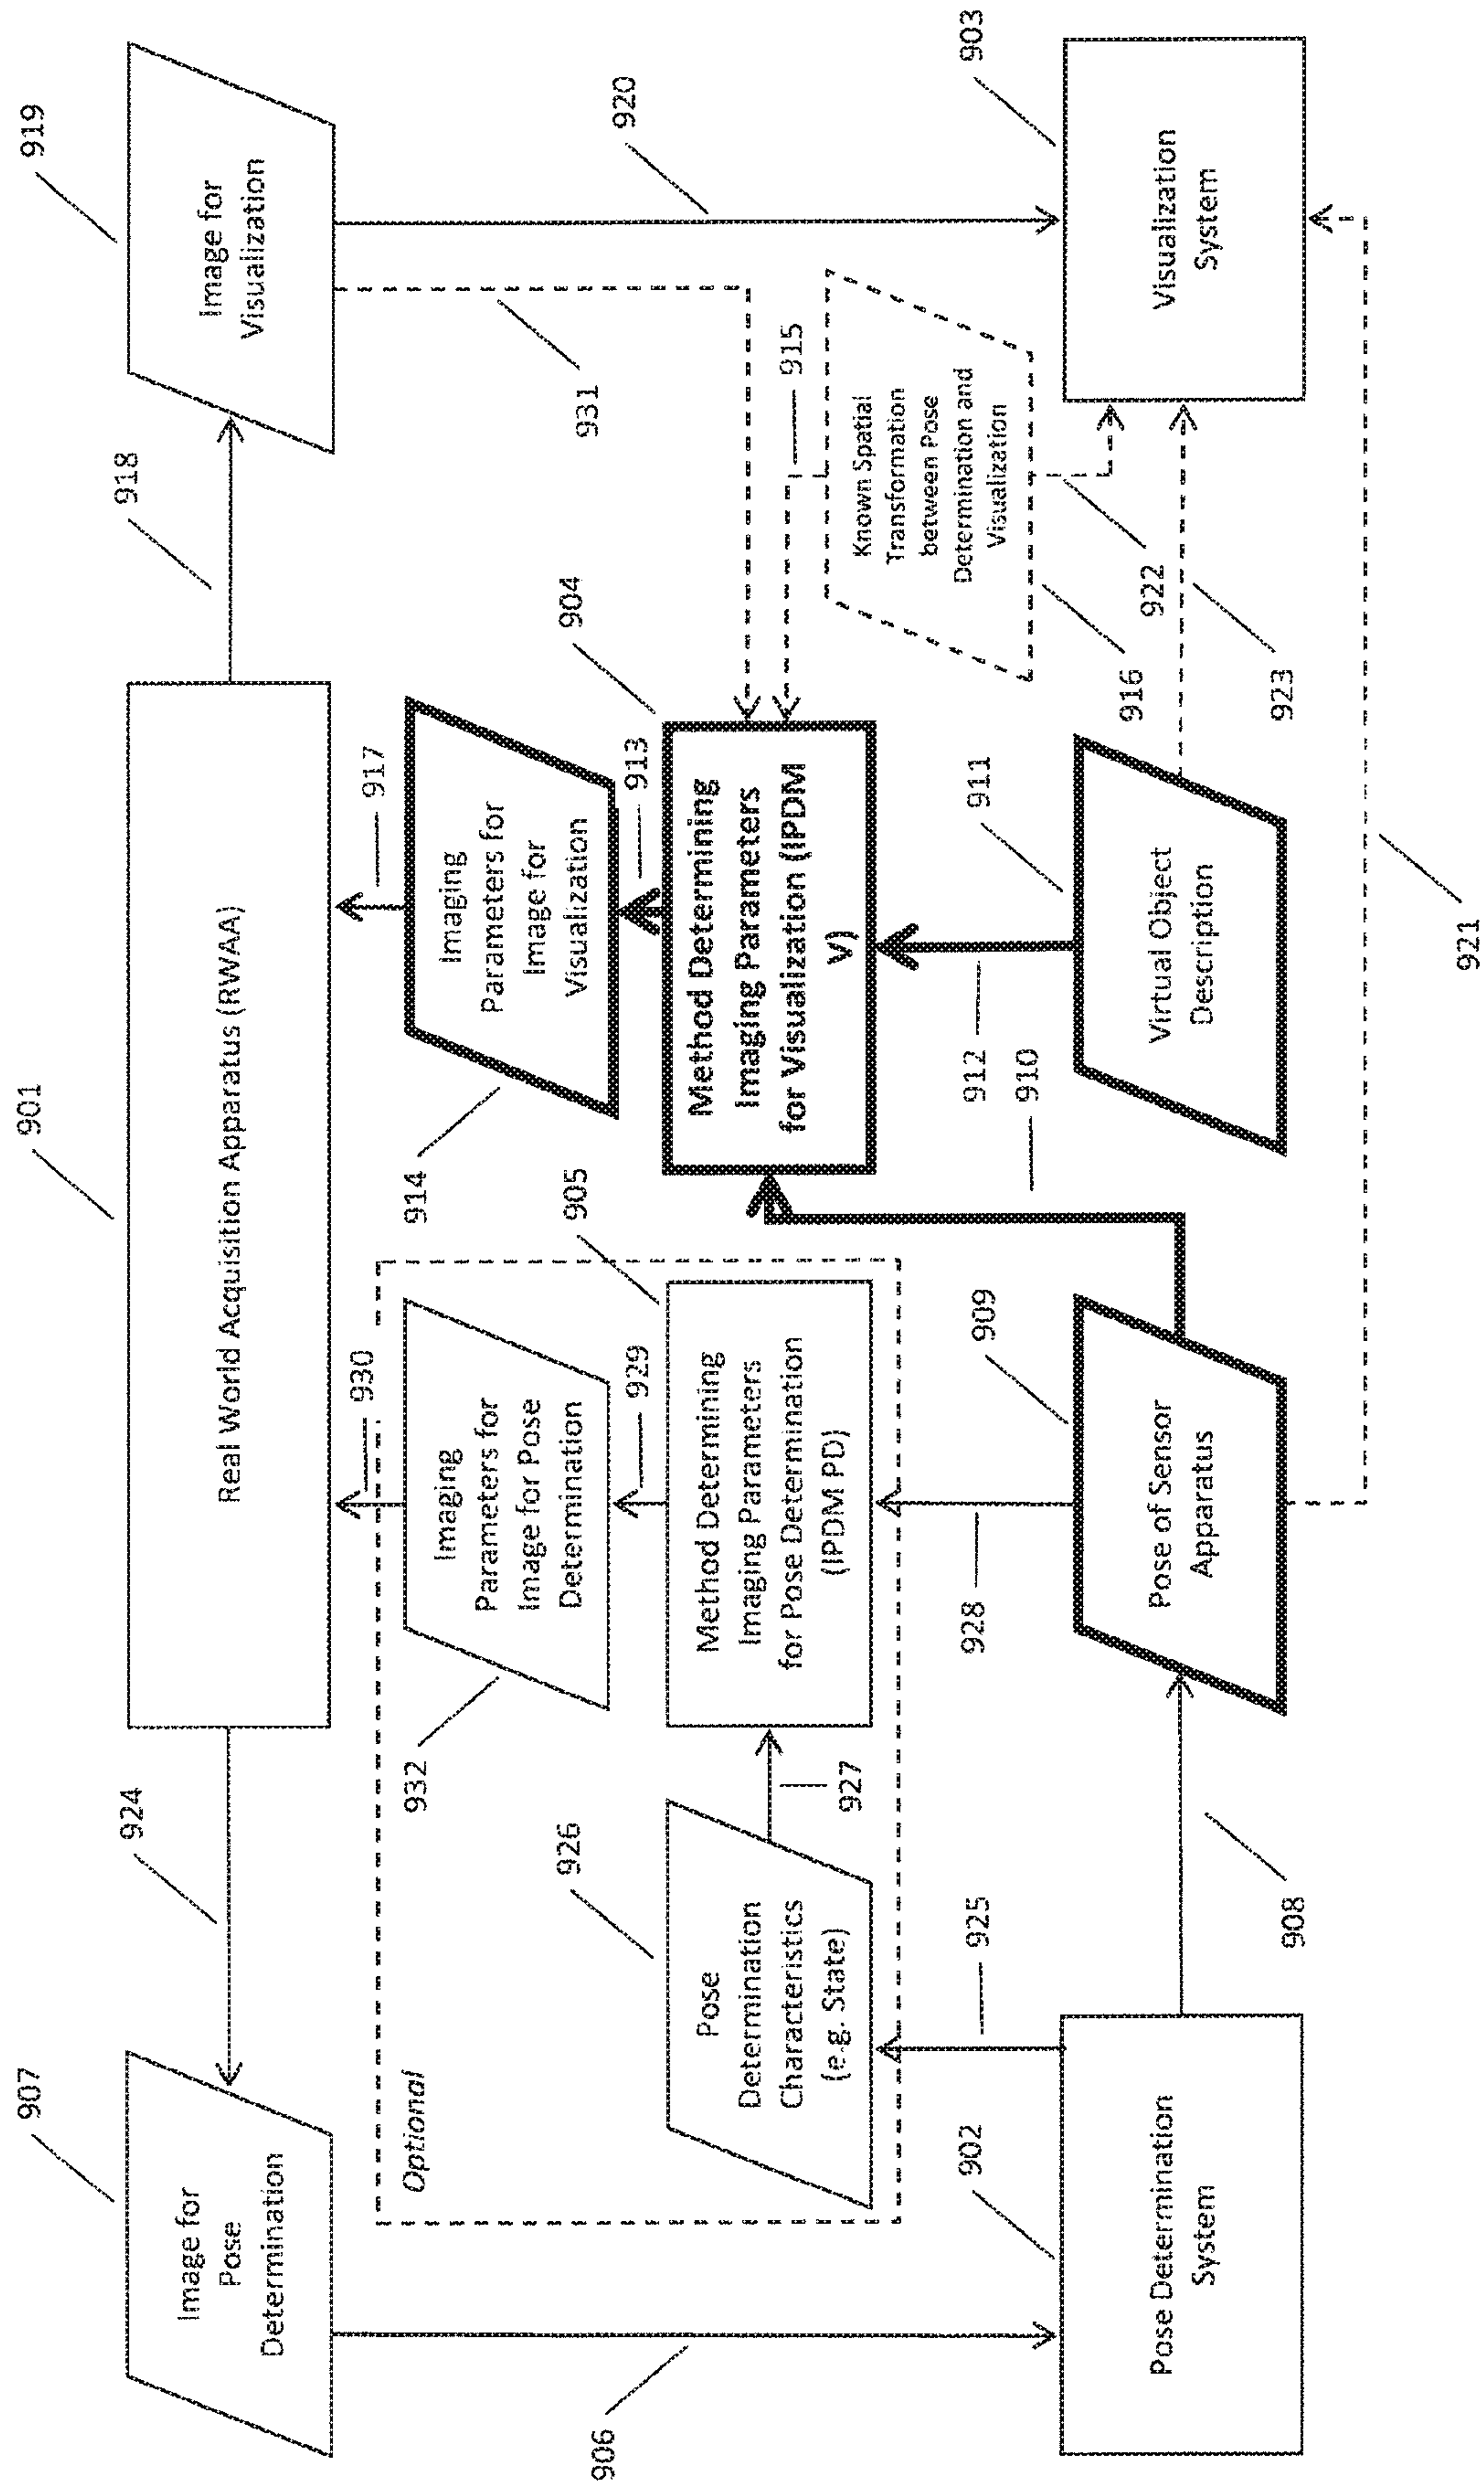 907
924
901
918
919
Image for
Pose
Determination
Real World Acquisition Apparatus (RWAA)
Image for
Visualization
Optional
932
930
914
917
931
920
Imaging
Parameters for
Image for Pose
Determination
Imaging
Parameters for
Image for
Visualization
906
926
905
929
904
913
Pose
Determination
Characteristics
(e.g. State)
927
Method Determining
Imaging Parameters
for Pose Determination
(IPDM PD)
Method Determining
Imaging Parameters
for Visualization (IPDM
V)
915
Known Spatial
Transformation
between Pose
Determination and
Visualization
902
925
928
909
910
912
911
916
922
903
Pose Determination
System
908
Pose of Sensor
Apparatus
Virtual Object
Description
923
Visualization
System
921